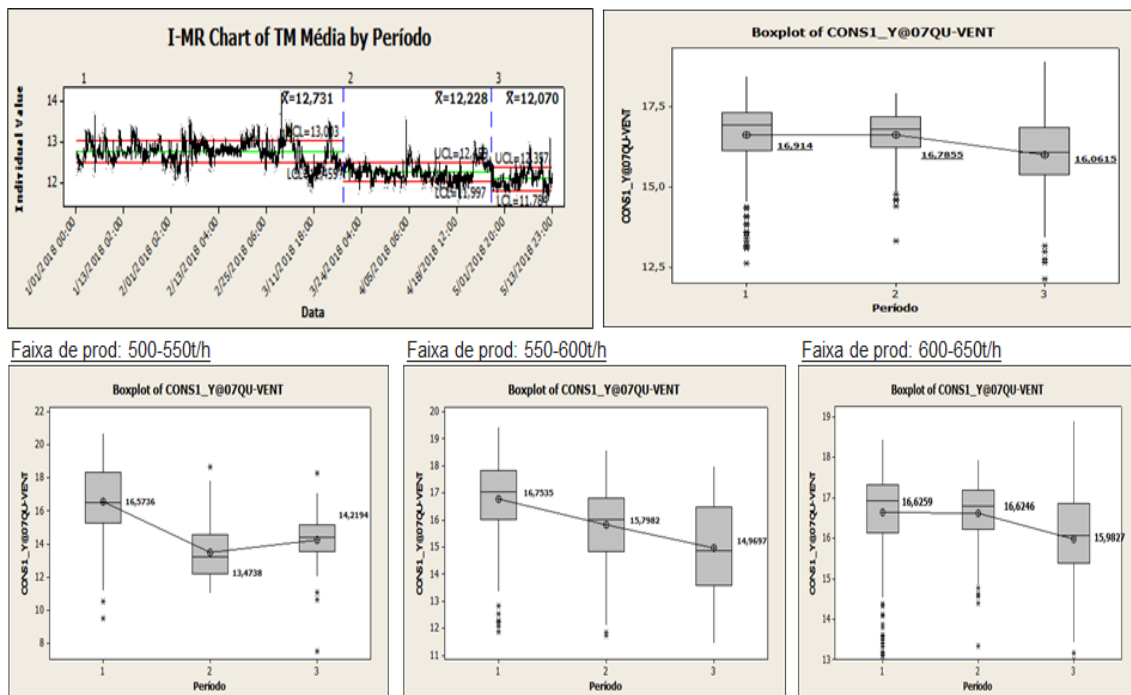 I-MR Chart of TM Média by Período
1
2
3
X=12,731
X=12,228
X=12,070
UCL=12,357
LCL=11,997
LCL=11,784
Individual Value
14
13
12
1/01/2018 00:00
1/13/2018 02:00
2/01/2018 02:00
2/13/2018 04:00
2/25/2018 06:00
3/11/2018 18:00
3/24/2018 04:00
4/05/2018 06:00
4/18/2018 12:00
5/01/2018 20:00
5/13/2018 23:00
Data
Boxplot of CONS1_Y@07QU-VENT
CONS1_Y@07QU-VENT
17,5
15,0
12,5
16,914
16,7855
16,0615
1
2
3
Período
Faixa de prod: 500-550t/h
Boxplot of CONS1_Y@07QU-VENT
CONS1_Y@07QU-VENT
22
20
18
16
14
12
10
8
16,5736
13,4738
14,2194
1
2
3
Período
Faixa de prod: 550-600t/h
Boxplot of CONS1_Y@07QU-VENT
CONS1_Y@07QU-VENT
20
19
18
17
16
15
14
13
12
11
16,7535
15,7982
14,9697
1
2
3
Período
Faixa de prod: 600-650t/h
Boxplot of CONS1_Y@07QU-VENT
CONS1_Y@07QU-VENT
19
18
17
16
15
14
13
16,6259
16,6246
15,9827
1
2
3
Período